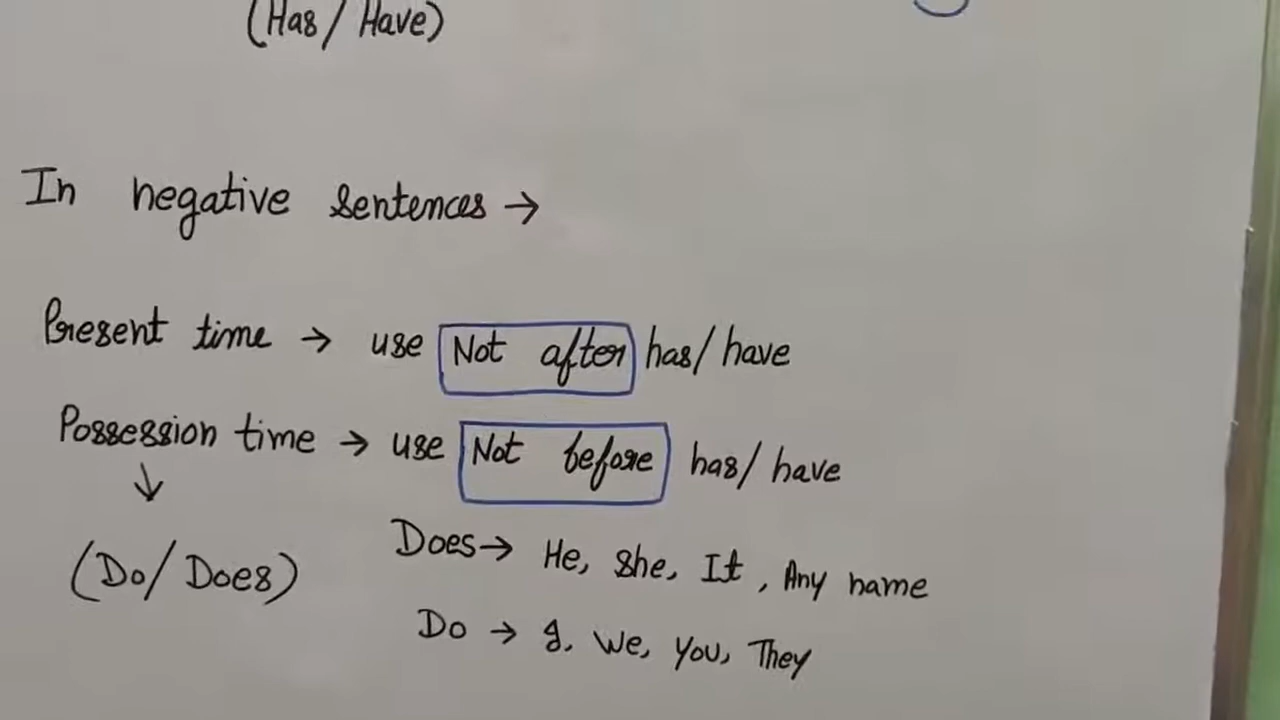 (Has/ Have)
In negative sentences →
Present time → use Not after has/ have
Possession time → use Not before has/ have
↓
(Do/ Does)
Does → He, She, It, Any name
Do → I, We, You, They